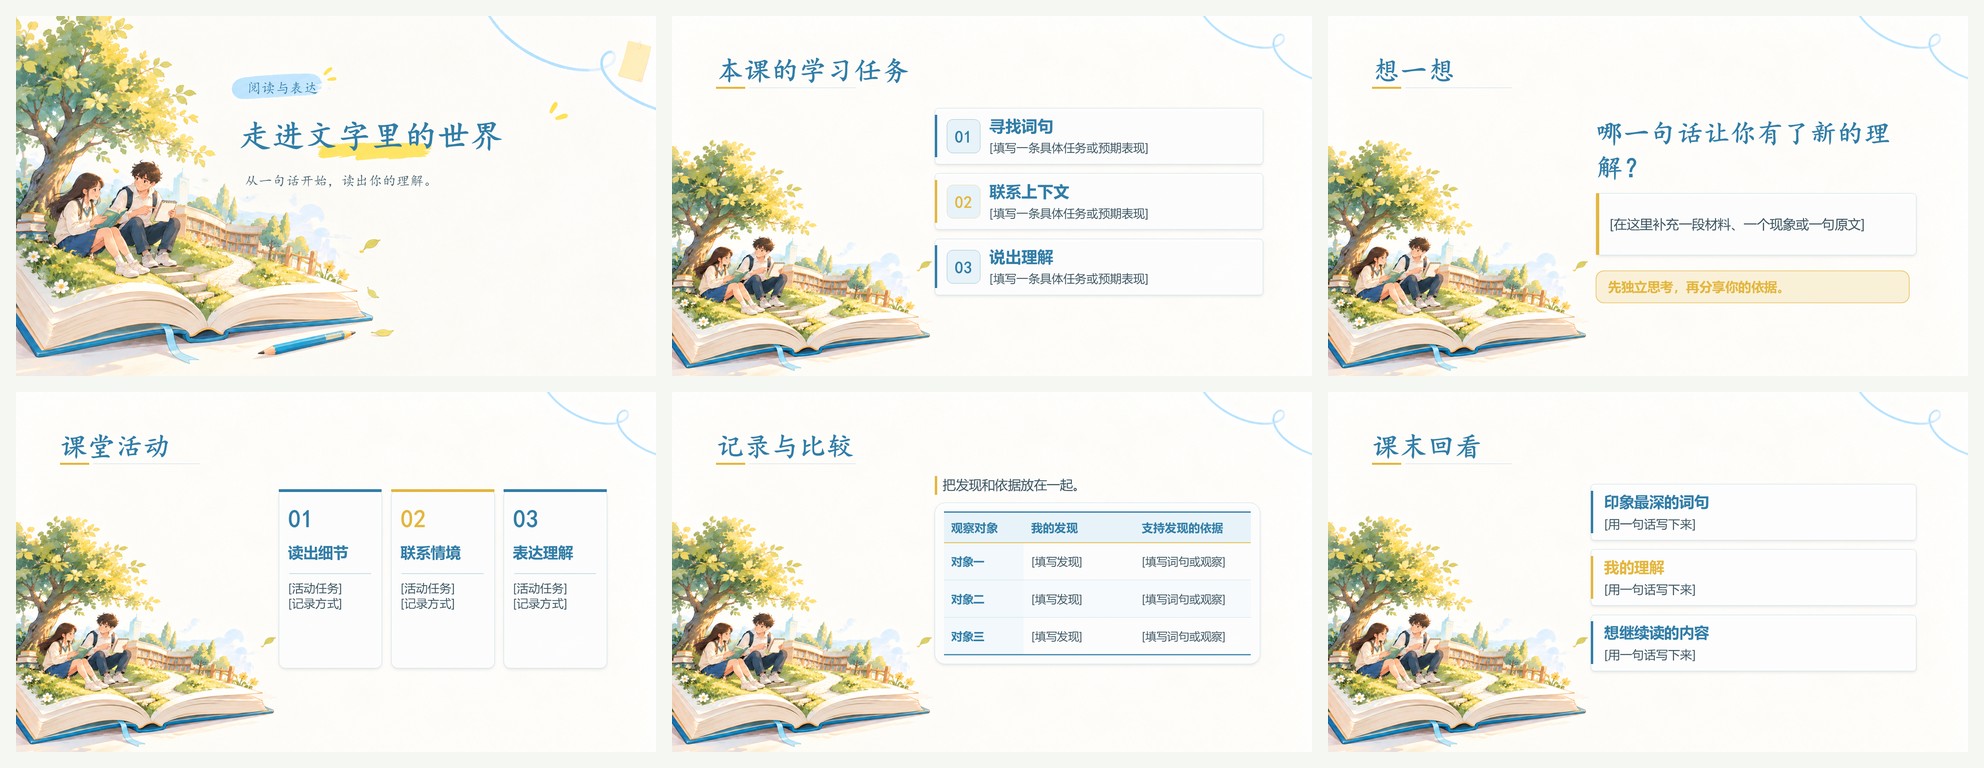 阅读与表达
走进文字里的世界
从一句话开始，读出你的理解。
本课的学习任务
01
寻找词句
[填写一条具体任务或预期表现]
02
联系上下文
[填写一条具体任务或预期表现]
03
说出理解
[填写一条具体任务或预期表现]
想一想
哪一句话让你有了新的理
解？
[在这里补充一段材料、一个现象或一句原文]
先独立思考，再分享你的依据。
课堂活动
01
读出细节
[活动任务]
[记录方式]
02
联系情境
[活动任务]
[记录方式]
03
表达理解
[活动任务]
[记录方式]
记录与比较
把发现和依据放在一起。
观察对象 我的发现 支持发现的依据
对象一 [填写发现] [填写词句或观察]
对象二 [填写发现] [填写词句或观察]
对象三 [填写发现] [填写词句或观察]
课末回看
印象最深的词句
[用一句话写下来]
我的理解
[用一句话写下来]
想继续读的内容
[用一句话写下来]